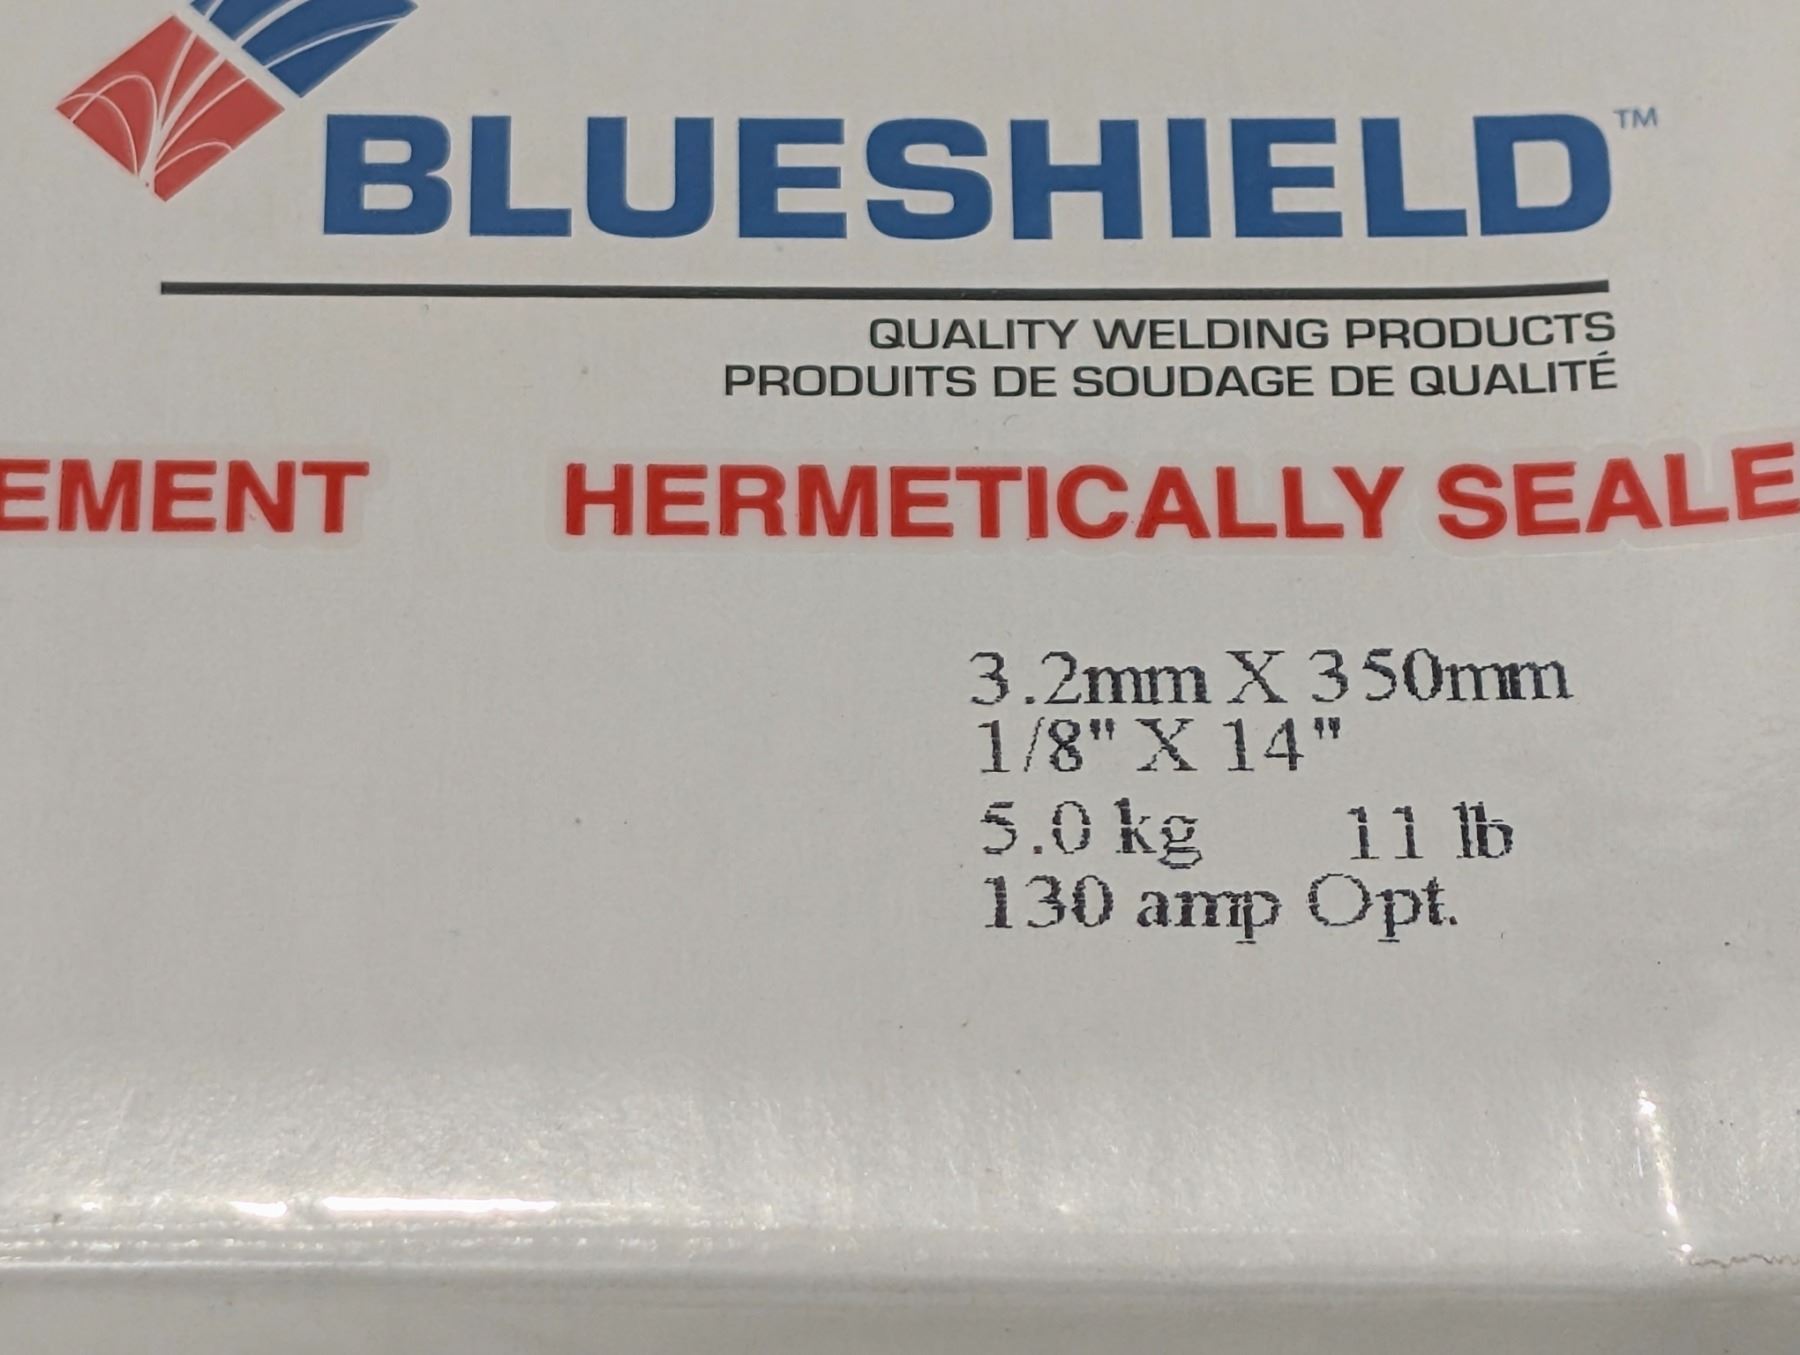 BLUESHIELD™
QUALITY WELDING PRODUCTS
PRODUITS DE SOUDAGE DE QUALITÉ
EMENT HERMETICALLY SEALE
3.2mm X 350mm
1/8" X 14"
5.0 kg 11 lb
130 amp Opt.